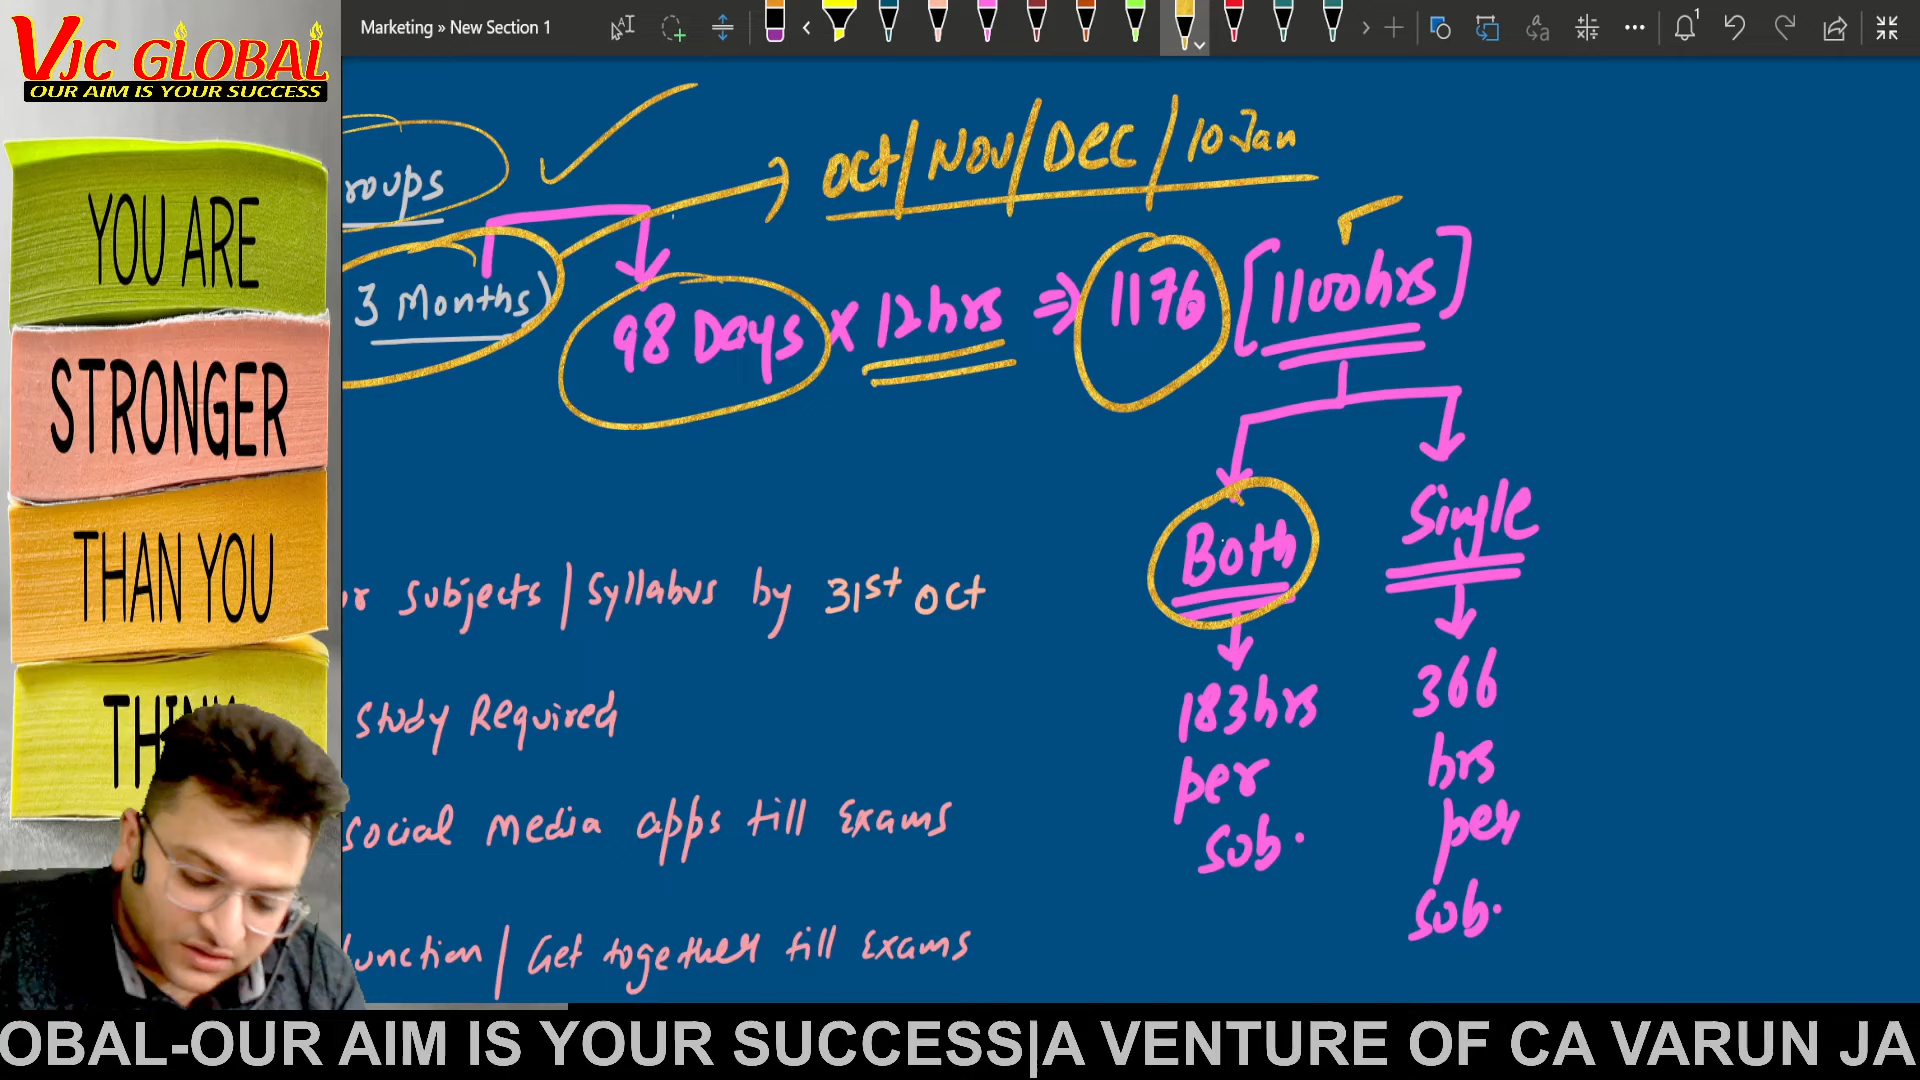 VJC GLOBAL
OUR AIM IS YOUR SUCCESS
YOU ARE
STRONGER
THAN YOU
Marketing » New Section 1
roups
Oct/Nov/Dec/10 Jan
3 Months)
98 Days x 12hrs ⇒ 1176 [1100hrs]
Both
Single
183hrs
per
sub.
366
hrs
per
sub.
or subjects / syllabus by 31st oct
study Required
social media apps till Exams
function / Get together till Exams
OBAL-OUR AIM IS YOUR SUCCESS|A VENTURE OF CA VARUN JA